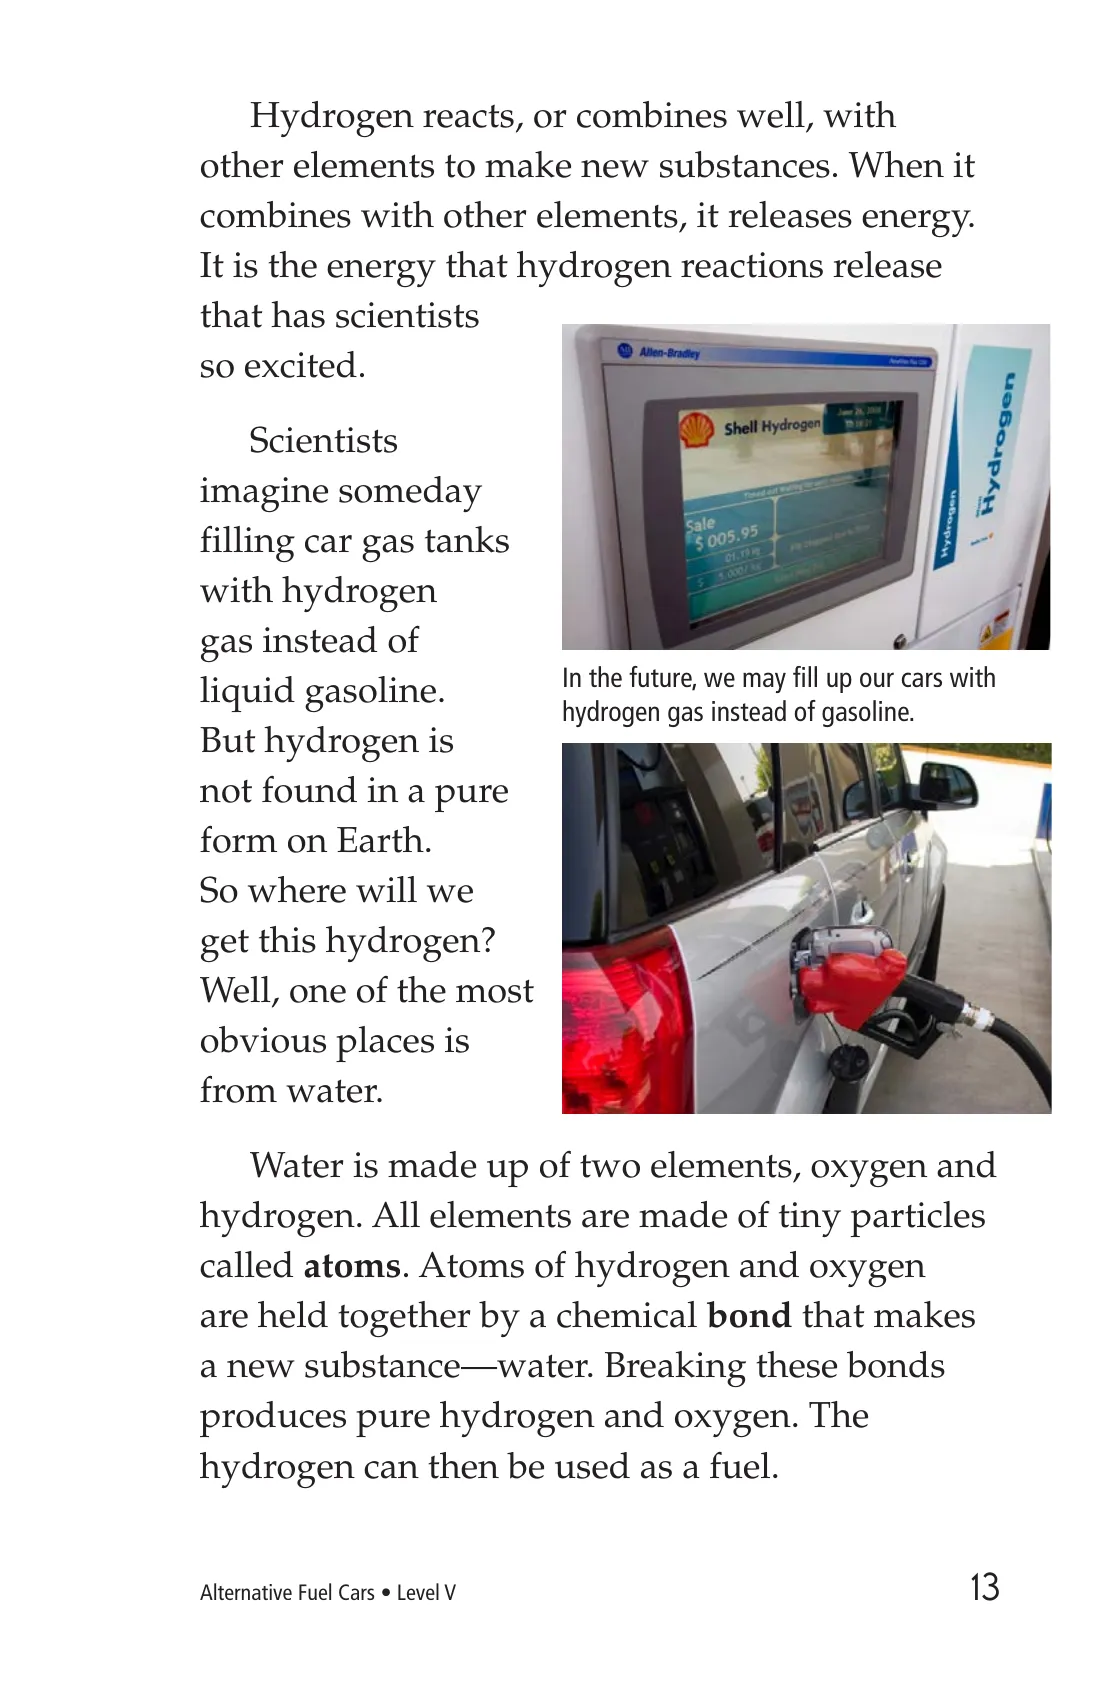 Hydrogen reacts, or combines well, with
other elements to make new substances. When it
combines with other elements, it releases energy.
It is the energy that hydrogen reactions release
that has scientists
so excited.
Scientists
imagine someday
filling car gas tanks
with hydrogen
gas instead of
liquid gasoline.
But hydrogen is
not found in a pure
form on Earth.
So where will we
get this hydrogen?
Well, one of the most
obvious places is
from water.
Allen-Bradley
Shell Hydrogen
Sale
$ 005.95
Hydrogen
Hydrogen
In the future, we may fill up our cars with
hydrogen gas instead of gasoline.
Water is made up of two elements, oxygen and
hydrogen. All elements are made of tiny particles
called atoms. Atoms of hydrogen and oxygen
are held together by a chemical bond that makes
a new substance—water. Breaking these bonds
produces pure hydrogen and oxygen. The
hydrogen can then be used as a fuel.
Alternative Fuel Cars • Level V
13